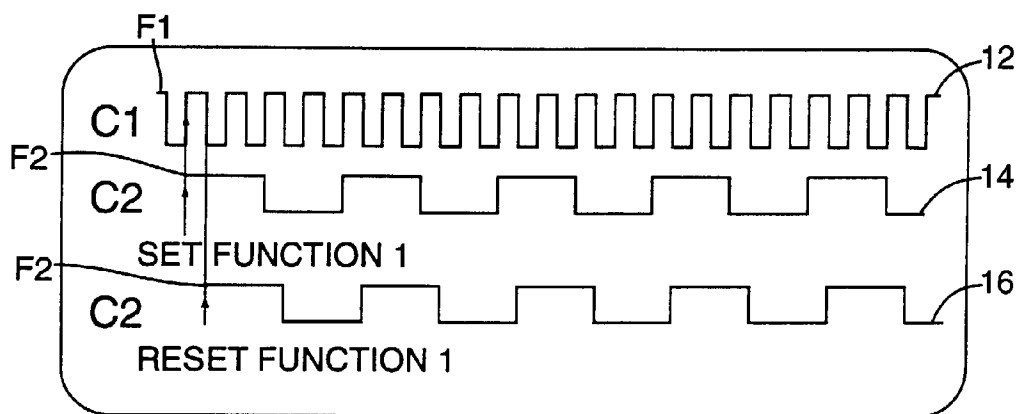 F1
12
C1
F2
C2
14
SET FUNCTION 1
F2
C2
16
RESET FUNCTION 1